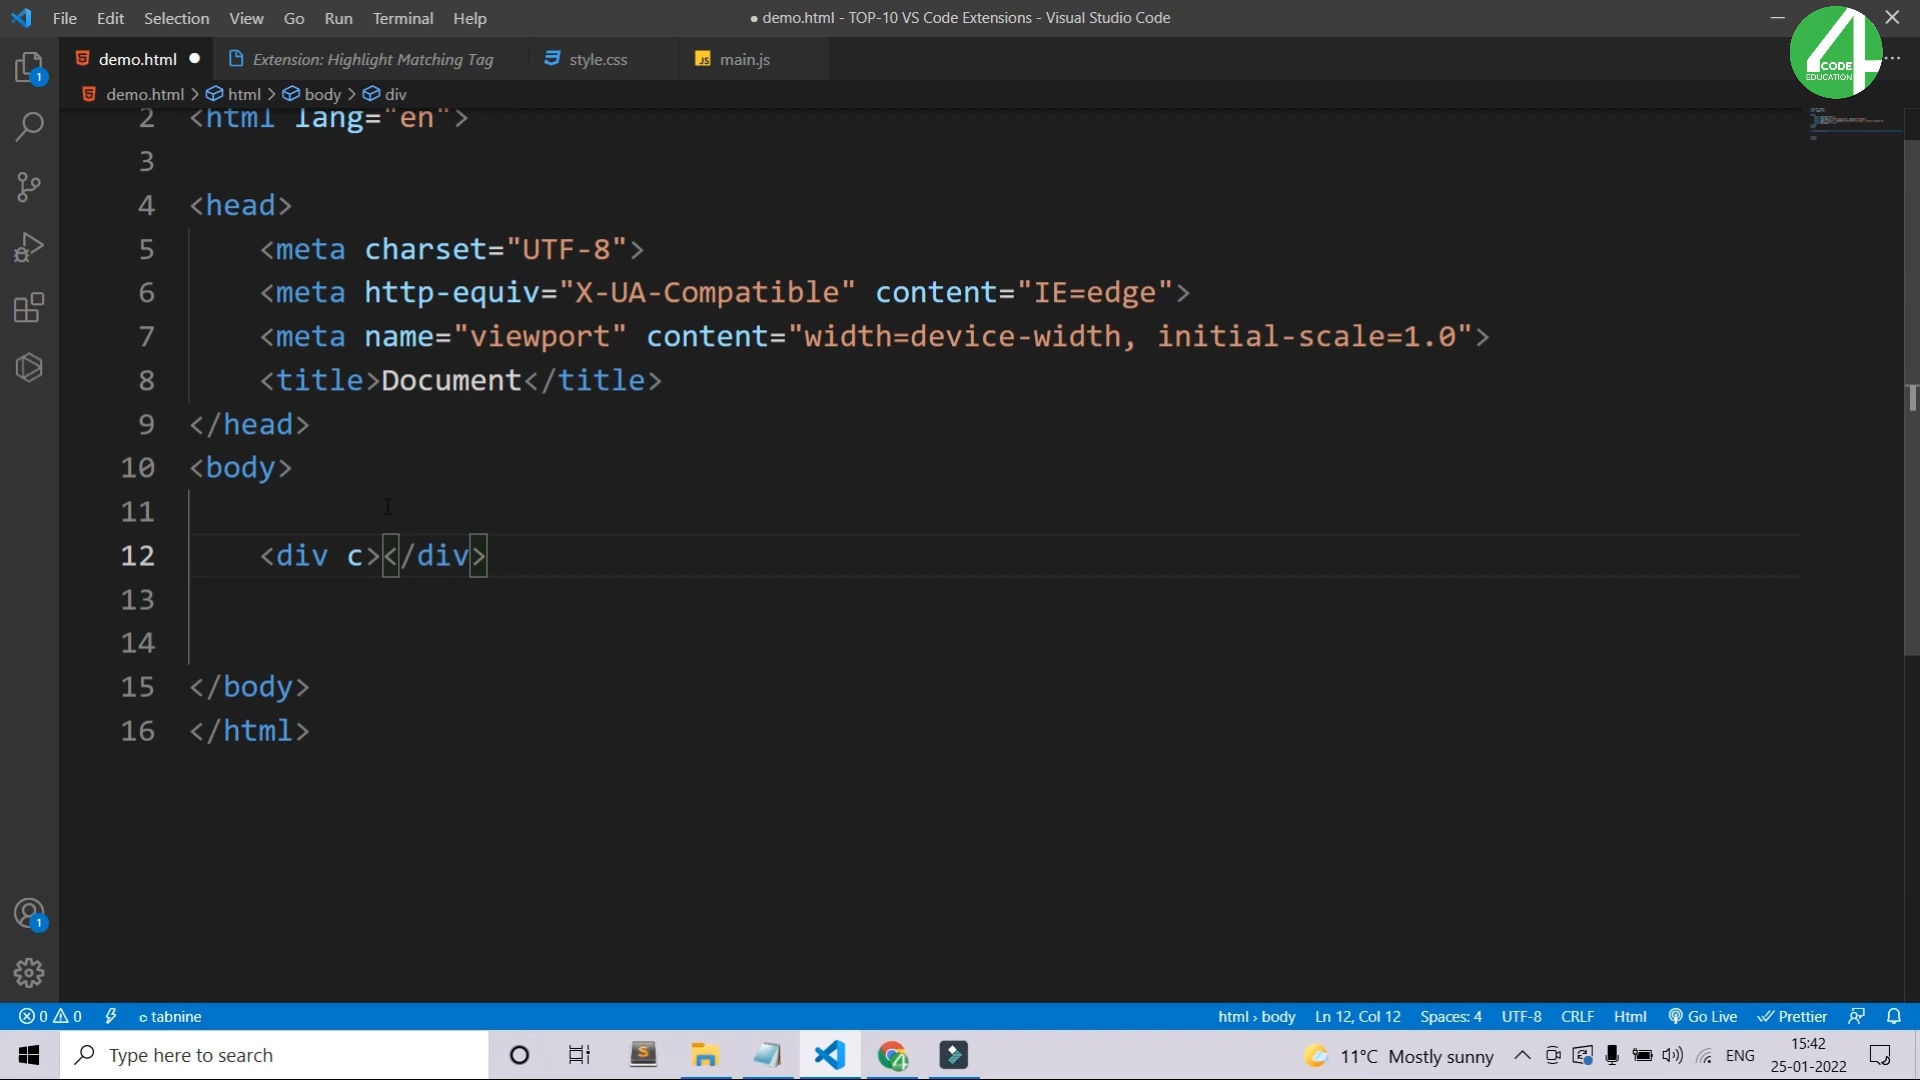 File Edit Selection View Go Run Terminal Help ● demo.html - TOP-10 VS Code Extensions - Visual Studio Code
demo.html ● Extension: Highlight Matching Tag style.css JS main.js
4 CODE EDUCATION
demo.html > html > body > div
2 <html lang="en">
3
4 <head>
5 <meta charset="UTF-8">
6 <meta http-equiv="X-UA-Compatible" content="IE=edge">
7 <meta name="viewport" content="width=device-width, initial-scale=1.0">
8 <title>Document</title>
9 </head>
10 <body>
11
12 <div c></div>
13
14
15 </body>
16 </html>
1
1
0 0 tabnine html › body Ln 12, Col 12 Spaces: 4 UTF-8 CRLF Html Go Live Prettier
Type here to search 11°C Mostly sunny ENG 15:42
25-01-2022